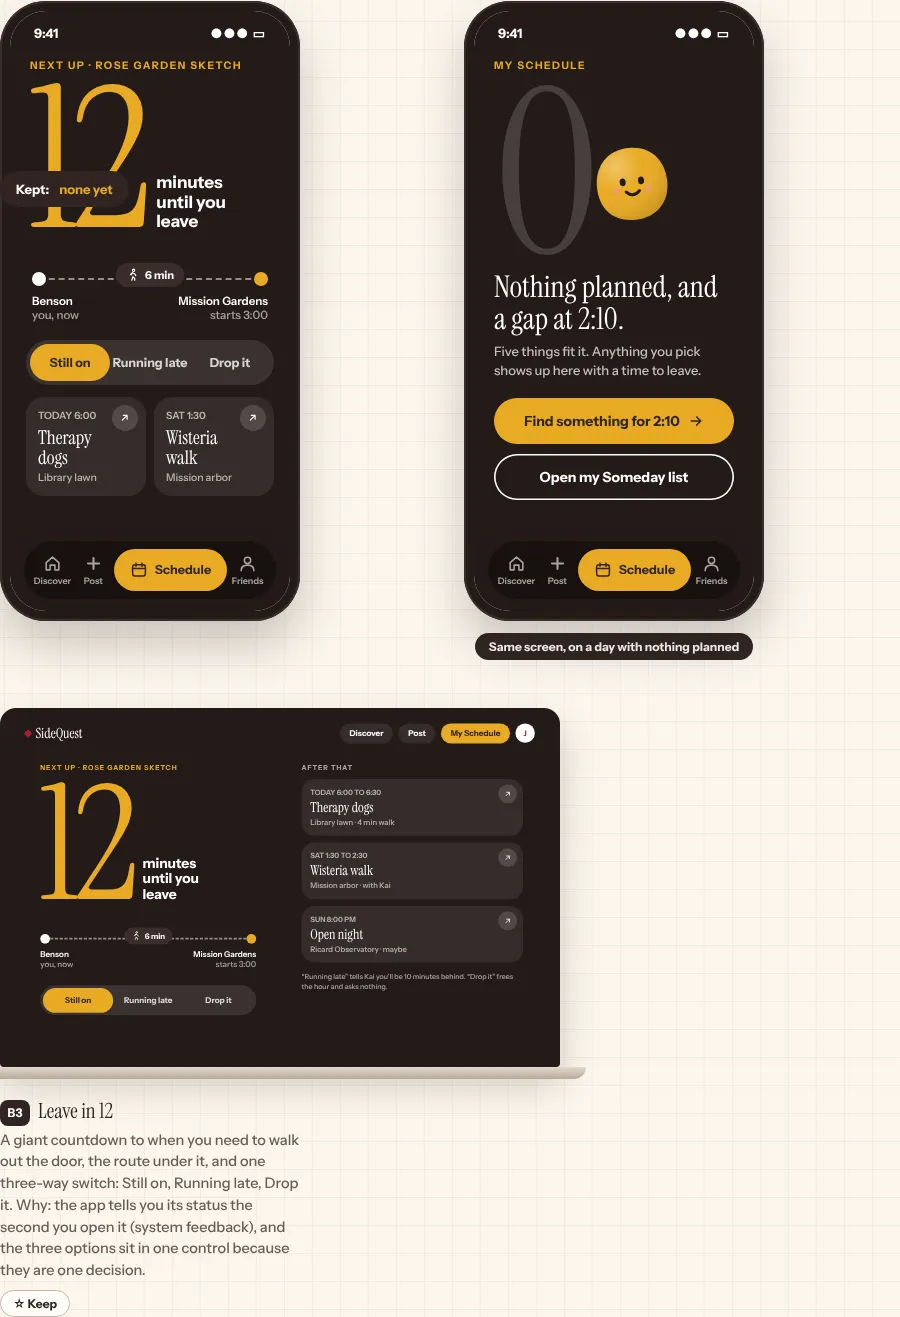 9:41
NEXT UP · ROSE GARDEN SKETCH
12
minutes
until you
leave
Kept: none yet
6 min
Benson
you, now
Mission Gardens
starts 3:00
Still on
Running late
Drop it
TODAY 6:00
Therapy
dogs
Library lawn
SAT 1:30
Wisteria
walk
Mission arbor
Discover
Post
Schedule
Friends
9:41
MY SCHEDULE
0
Nothing planned, and
a gap at 2:10.
Five things fit it. Anything you pick
shows up here with a time to leave.
Find something for 2:10 →
Open my Someday list
Discover
Post
Schedule
Friends
Same screen, on a day with nothing planned
SideQuest
Discover
Post
My Schedule
J
NEXT UP · ROSE GARDEN SKETCH
12
minutes
until you
leave
6 min
Benson
you, now
Mission Gardens
starts 3:00
Still on
Running late
Drop it
AFTER THAT
TODAY 6:00 TO 6:30
Therapy dogs
Library lawn · 4 min walk
SAT 1:30 TO 2:30
Wisteria walk
Mission arbor · with Kai
SUN 8:00 PM
Open night
Ricard Observatory · maybe
"Running late" tells Kai you'll be 10 minutes behind. "Drop it" frees
the hour and asks nothing.
B3 Leave in 12
A giant countdown to when you need to walk
out the door, the route under it, and one
three-way switch: Still on, Running late, Drop
it. Why: the app tells you its status the
second you open it (system feedback), and
the three options sit in one control because
they are one decision.
☆ Keep